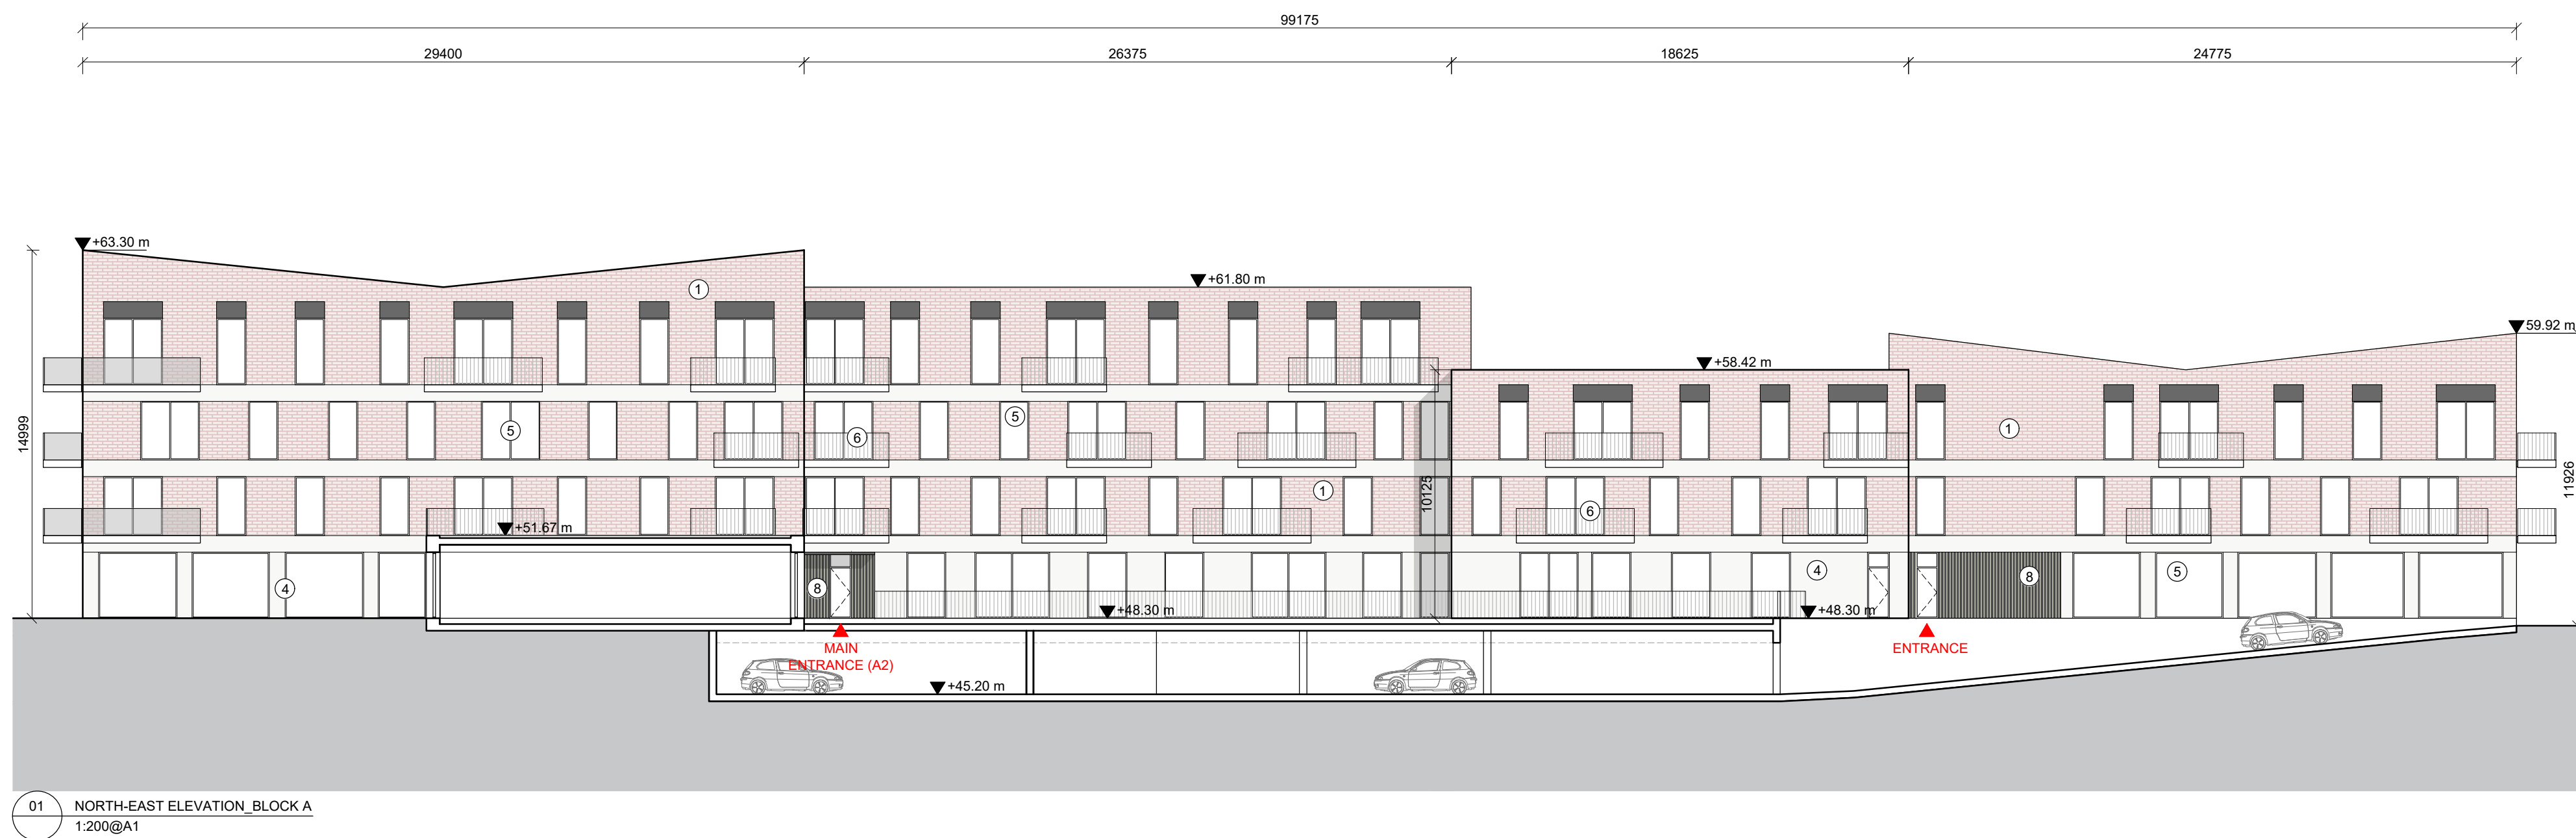 99175
29400
26375
18625
24775
+63.30 m
+61.80 m
+59.92 m
+58.42 m
1
14999
5
5
6
1
1
10125
6
11926
+51.67 m
4
8
4
8
5
+48.30 m
+48.30 m
MAIN
ENTRANCE (A2)
ENTRANCE
+45.20 m
01
NORTH-EAST ELEVATION_BLOCK A
1:200@A1